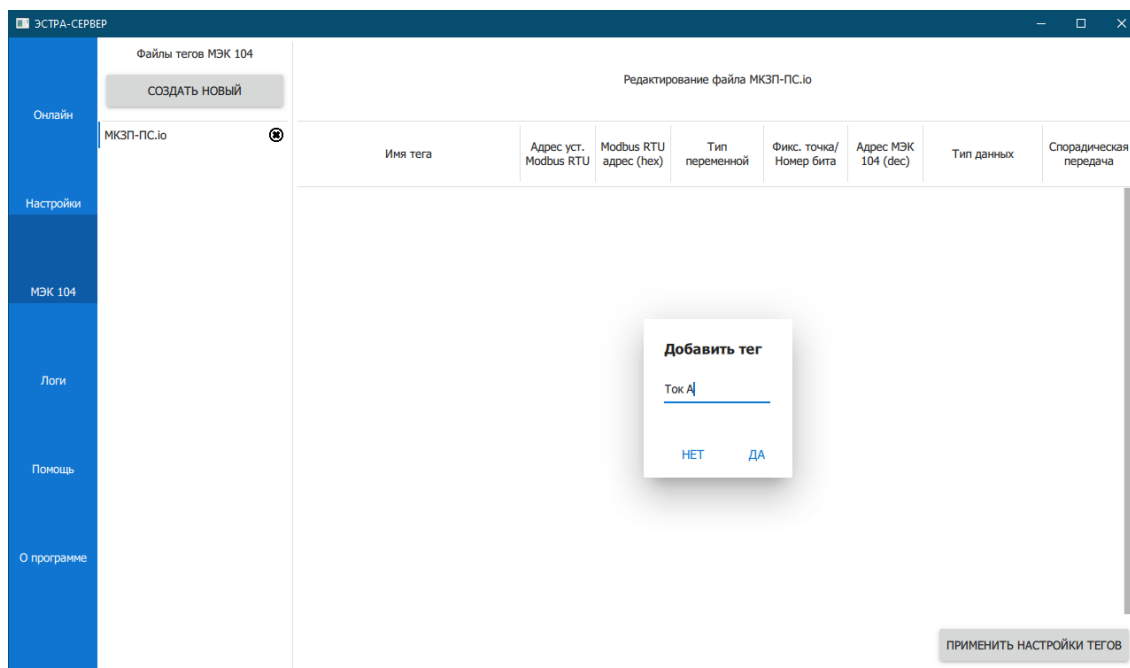 ЭСТРА-СЕРВЕР
Онлайн
Настройки
МЭК 104
Логи
Помощь
О программе
Файлы тегов МЭК 104
СОЗДАТЬ НОВЫЙ
МКЗП-ПС.io
Редактирование файла МКЗП-ПС.io
Имя тега
Адрес уст.
Modbus RTU
Modbus RTU
адрес (hex)
Тип
переменной
Фикс. точка/
Номер бита
Адрес МЭК
104 (dec)
Тип данных
Спорадическая
передача
Добавить тег
Ток А
НЕТ ДА
ПРИМЕНИТЬ НАСТРОЙКИ ТЕГОВ